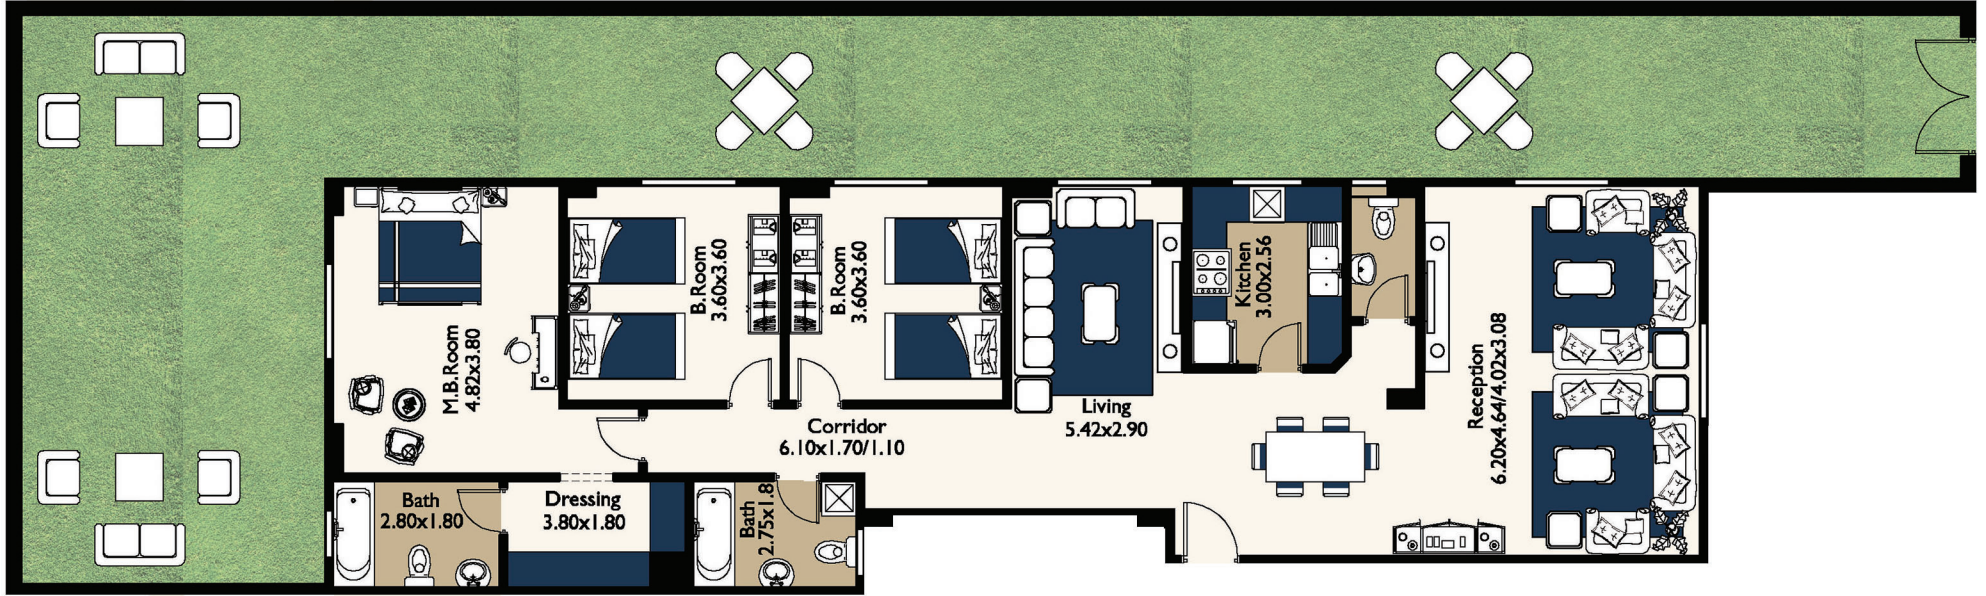 M.B.Room
4.82x3.80
B.Room
3.60x3.60
B.Room
3.60x3.60
Living
5.42x2.90
Kitchen
3.00x2.56
Reception
6.20x4.64/4.02x3.08
Corridor
6.10x1.70/1.10
Bath
2.80x1.80
Dressing
3.80x1.80
Bath
2.75x1.8